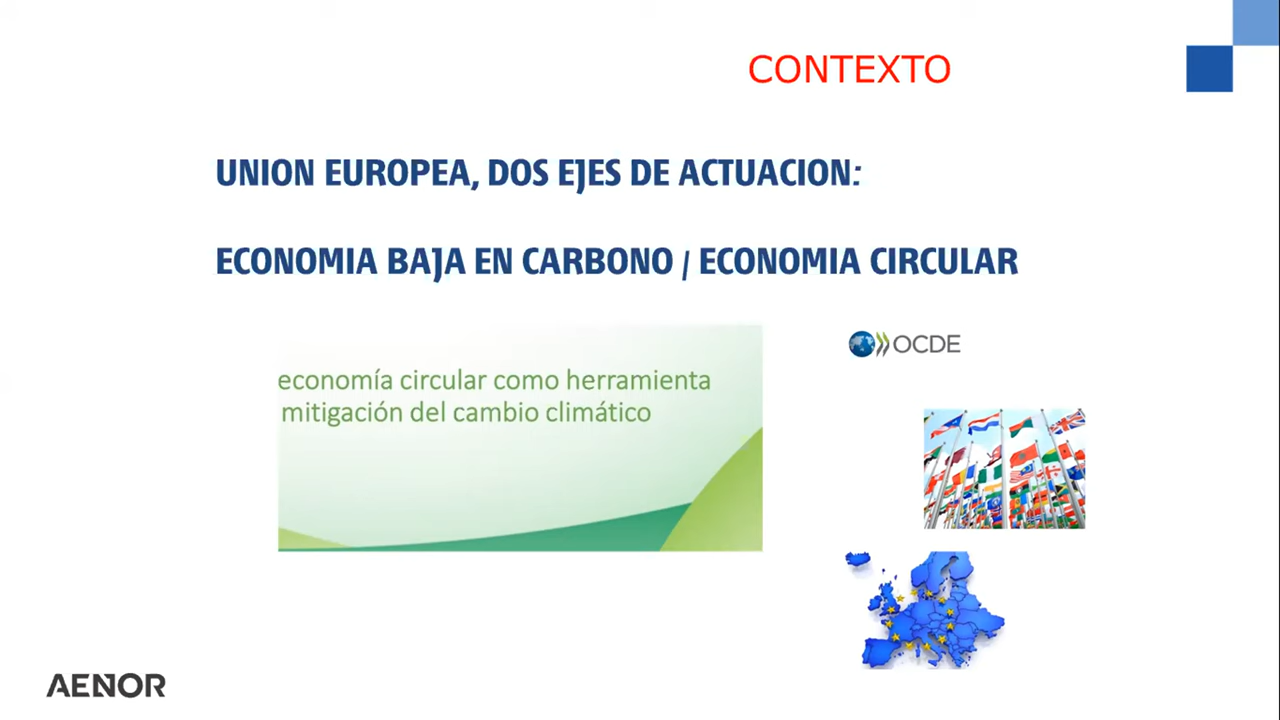 CONTEXTO
UNION EUROPEA, DOS EJES DE ACTUACION:
ECONOMIA BAJA EN CARBONO / ECONOMIA CIRCULAR
economía circular como herramienta
mitigación del cambio climático
OCDE
AENOR